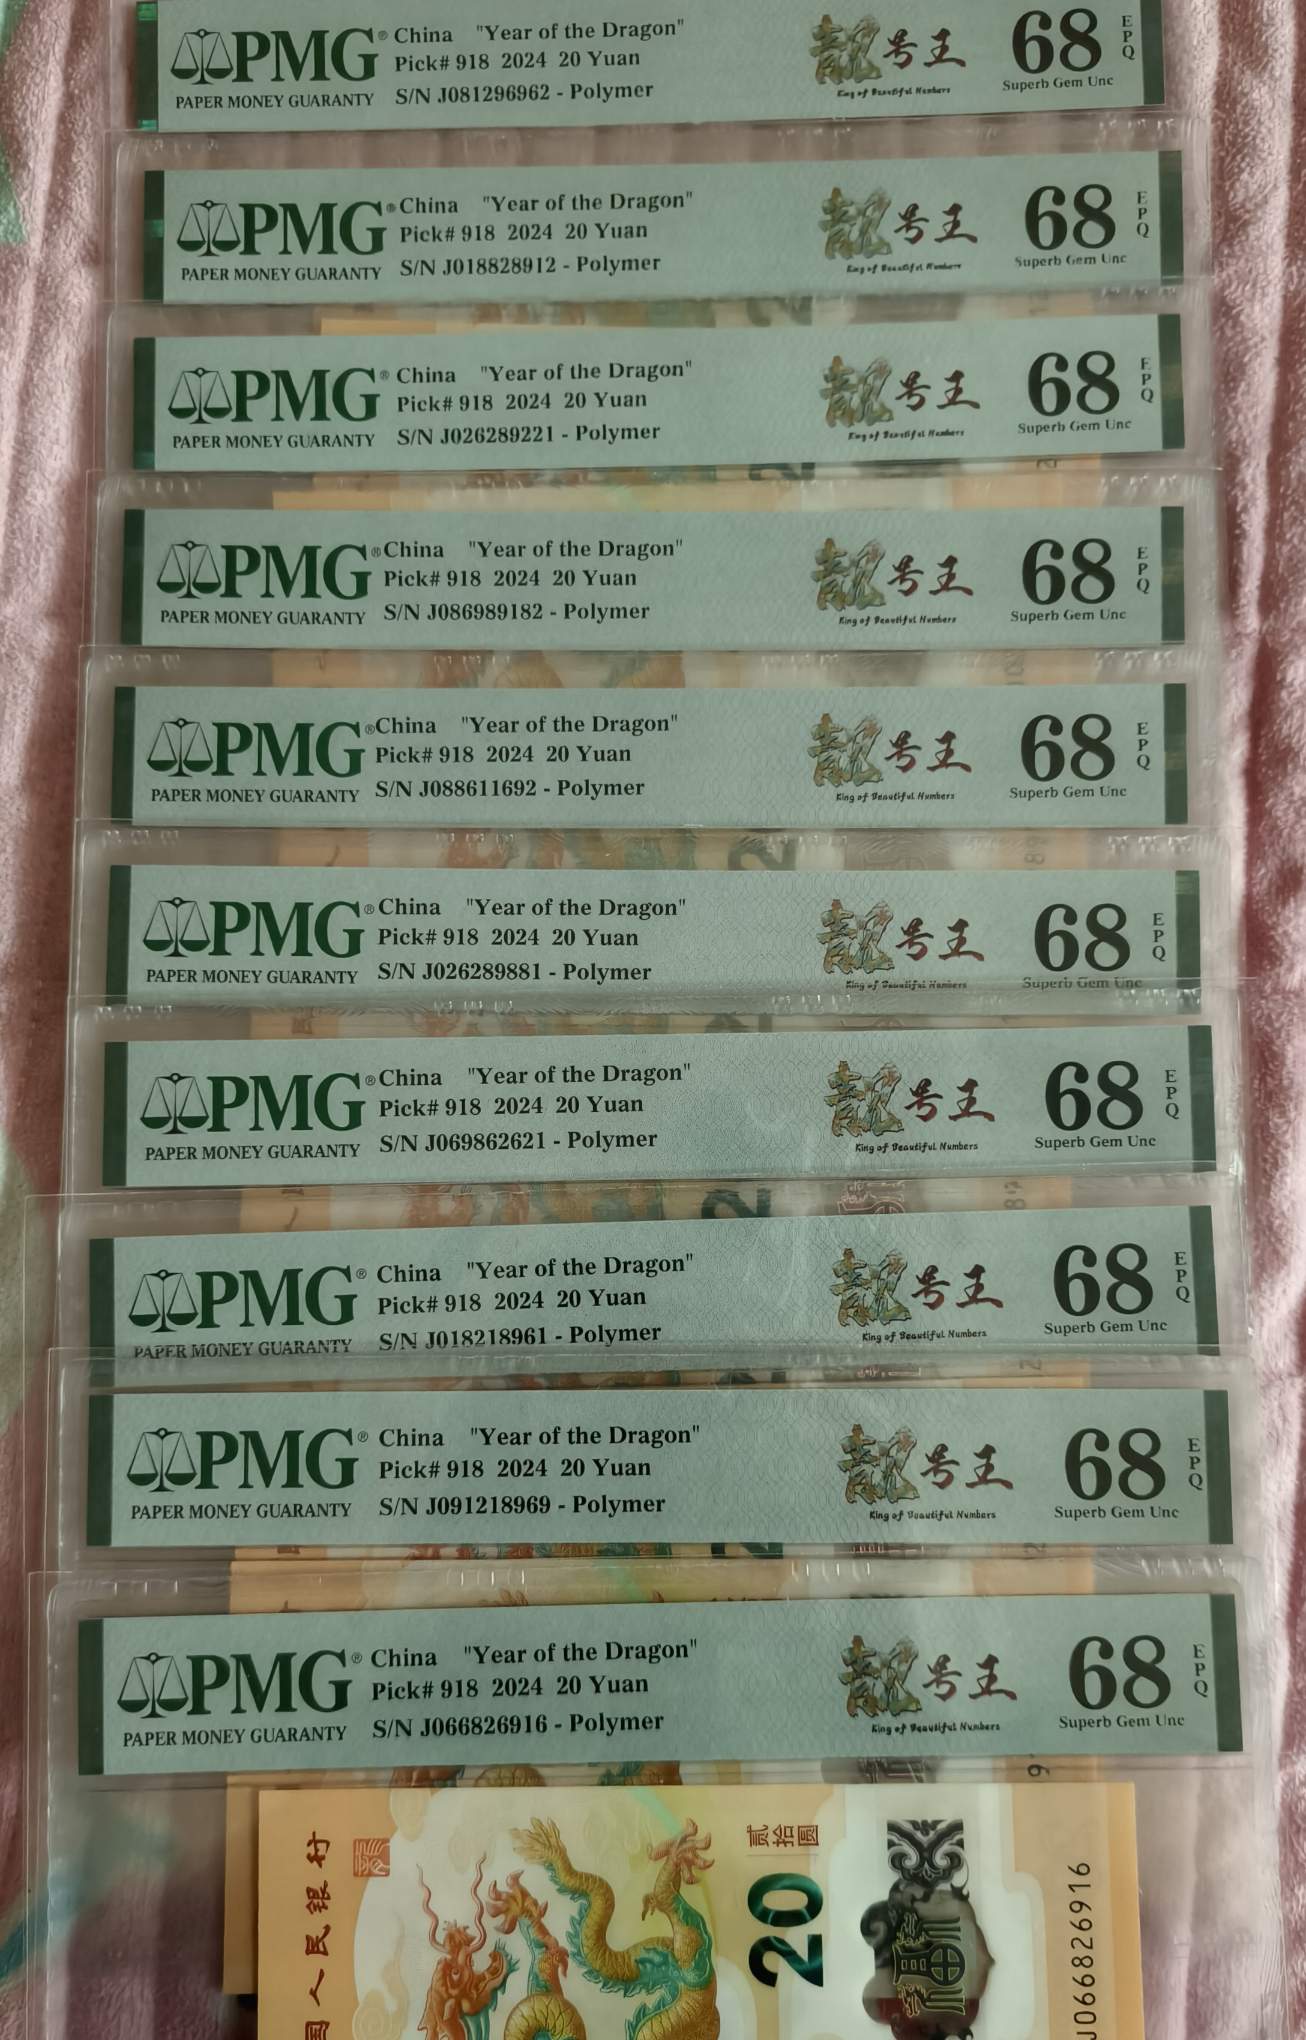 PMG® China "Year of the Dragon" 靓号王 68 EPQ
Pick# 918 2024 20 Yuan
PAPER MONEY GUARANTY S/N J081296962 - Polymer King of Beautiful Numbers Superb Gem Unc
PMG® China "Year of the Dragon" 靓号王 68 EPQ
Pick# 918 2024 20 Yuan
PAPER MONEY GUARANTY S/N J018828912 - Polymer King of Beautiful Numbers Superb Gem Unc
PMG® China "Year of the Dragon" 靓号王 68 EPQ
Pick# 918 2024 20 Yuan
PAPER MONEY GUARANTY S/N J026289221 - Polymer King of Beautiful Numbers Superb Gem Unc
PMG® China "Year of the Dragon" 靓号王 68 EPQ
Pick# 918 2024 20 Yuan
PAPER MONEY GUARANTY S/N J086989182 - Polymer King of Beautiful Numbers Superb Gem Unc
PMG® China "Year of the Dragon" 靓号王 68 EPQ
Pick# 918 2024 20 Yuan
PAPER MONEY GUARANTY S/N J088611692 - Polymer King of Beautiful Numbers Superb Gem Unc
PMG® China "Year of the Dragon" 靓号王 68 EPQ
Pick# 918 2024 20 Yuan
PAPER MONEY GUARANTY S/N J026289881 - Polymer King of Beautiful Numbers Superb Gem Unc
PMG® China "Year of the Dragon" 靓号王 68 EPQ
Pick# 918 2024 20 Yuan
PAPER MONEY GUARANTY S/N J069862621 - Polymer King of Beautiful Numbers Superb Gem Unc
PMG® China "Year of the Dragon" 靓号王 68 EPQ
Pick# 918 2024 20 Yuan
PAPER MONEY GUARANTY S/N J018218961 - Polymer King of Beautiful Numbers Superb Gem Unc
PMG® China "Year of the Dragon" 靓号王 68 EPQ
Pick# 918 2024 20 Yuan
PAPER MONEY GUARANTY S/N J091218969 - Polymer King of Beautiful Numbers Superb Gem Unc
PMG® China "Year of the Dragon" 靓号王 68 EPQ
Pick# 918 2024 20 Yuan
PAPER MONEY GUARANTY S/N J066826916 - Polymer King of Beautiful Numbers Superb Gem Unc
国人民银行
贰拾圆
20
J066826916